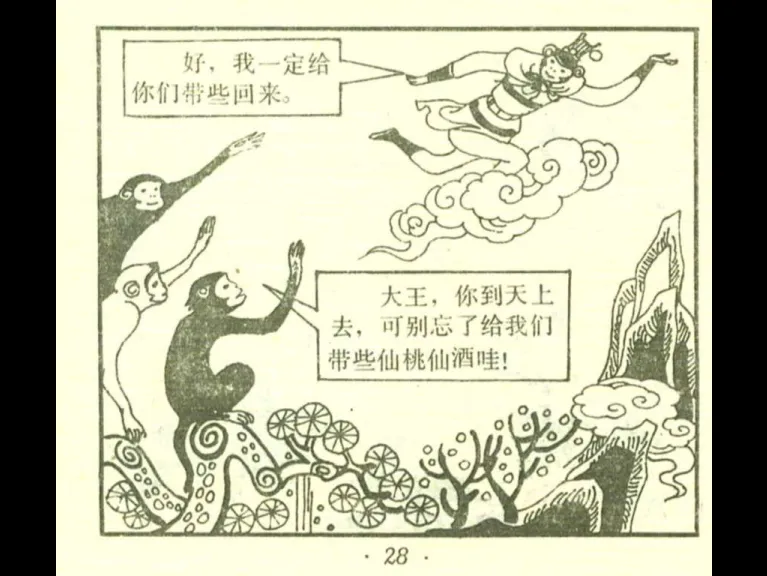 好，我一定给
你们带些回来。
大王，你到天上
去，可别忘了给我们
带些仙桃仙酒哇！
· 28 ·